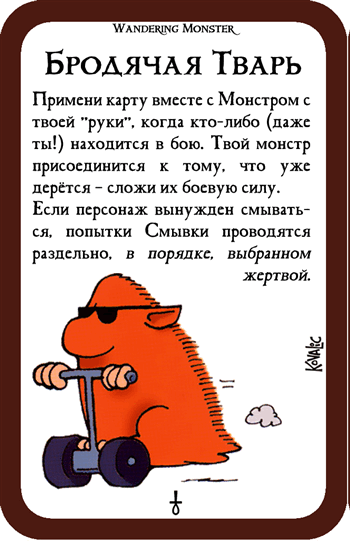 Wandering Monster
Бродячая Тварь
Примени карту вместе с Монстром с
твоей "руки", когда кто-либо (даже
ты!) находится в бою. Твой монстр
присоединится к тому, что уже
дерётся – сложи их боевую силу.
Если персонаж вынужден смывать-
ся, попытки Смывки проводятся
раздельно, в порядке, выбранном
жертвой.
Kovalic